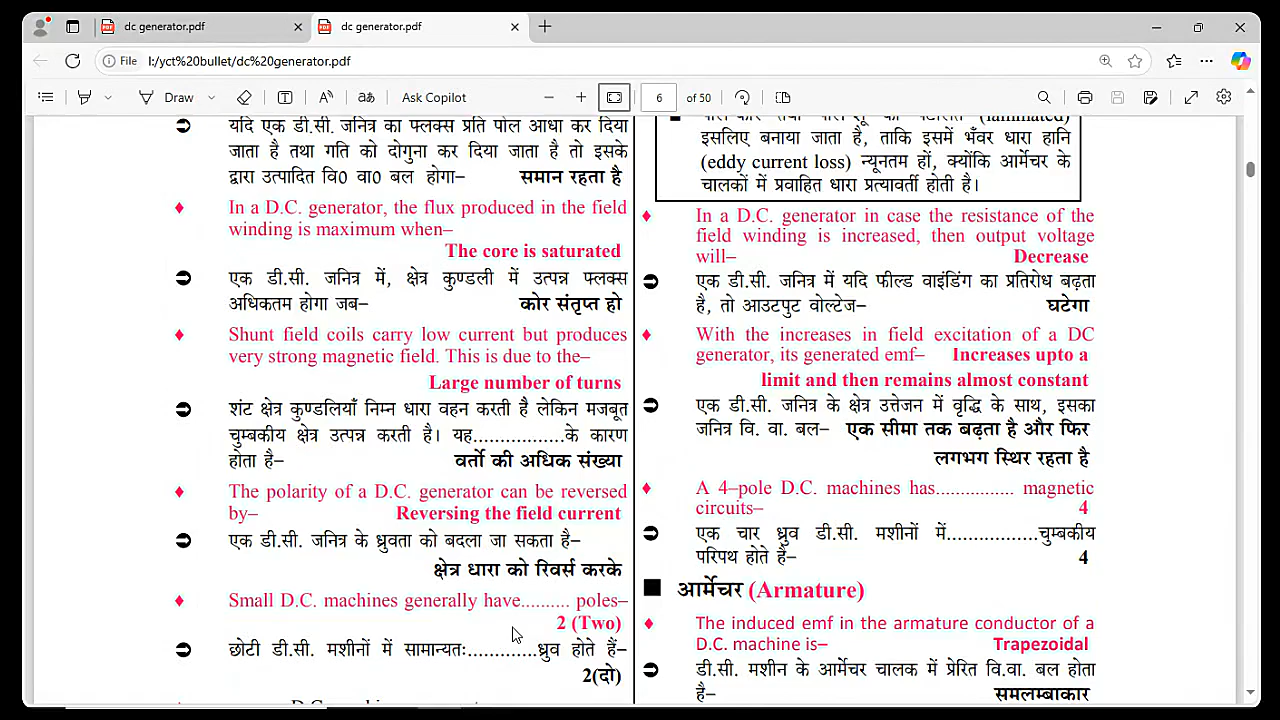 dc generator.pdf
dc generator.pdf
File
I:/yct%20bullet/dc%20generator.pdf
Draw
Ask Copilot
6 of 50
यदि एक डी.सी. जनित्र का फ्लक्स प्रति पोल आधा कर दिया
जाता है तथा गति को दोगुना कर दिया जाता है तो इसके
द्वारा उत्पादित वि0 वा0 बल होगा– समान रहता है
♦ In a D.C. generator, the flux produced in the field
winding is maximum when–
The core is saturated
एक डी.सी. जनित्र में, क्षेत्र कुण्डली में उत्पन्न फ्लक्स
अधिकतम होगा जब– कोर संतृप्त हो
♦ Shunt field coils carry low current but produces
very strong magnetic field. This is due to the–
Large number of turns
शंट क्षेत्र कुण्डलियाँ निम्न धारा वहन करती है लेकिन मजबूत
चुम्बकीय क्षेत्र उत्पन्न करती है। यह.................के कारण
होता है– वर्तो की अधिक संख्या
♦ The polarity of a D.C. generator can be reversed
by– Reversing the field current
एक डी.सी. जनित्र के ध्रुवता को बदला जा सकता है–
क्षेत्र धारा को रिवर्स करके
♦ Small D.C. machines generally have.......... poles–
2 (Two)
छोटी डी.सी. मशीनों में सामान्यतः.............ध्रुव होते हैं–
2(दो)
इसलिए बनाया जाता है, ताकि इसमें भँवर धारा हानि
(eddy current loss) न्यूनतम हों, क्योंकि आर्मेचर के
चालकों में प्रवाहित धारा प्रत्यावर्ती होती है।
♦ In a D.C. generator in case the resistance of the
field winding is increased, then output voltage
will– Decrease
एक डी.सी. जनित्र में यदि फील्ड वाइंडिंग का प्रतिरोध बढ़ता
है, तो आउटपुट वोल्टेज– घटेगा
♦ With the increases in field excitation of a DC
generator, its generated emf– Increases upto a
limit and then remains almost constant
एक डी.सी. जनित्र के क्षेत्र उत्तेजन में वृद्धि के साथ, इसका
जनित्र वि. वा. बल– एक सीमा तक बढ़ता है और फिर
लगभग स्थिर रहता है
♦ A 4–pole D.C. machines has................ magnetic
circuits– 4
एक चार ध्रुव डी.सी. मशीनों में.................चुम्बकीय
परिपथ होते हैं– 4
■ आर्मेचर (Armature)
♦ The induced emf in the armature conductor of a
D.C. machine is– Trapezoidal
डी.सी. मशीन के आर्मेचर चालक में प्रेरित वि.वा. बल होता
है– समलम्बाकार